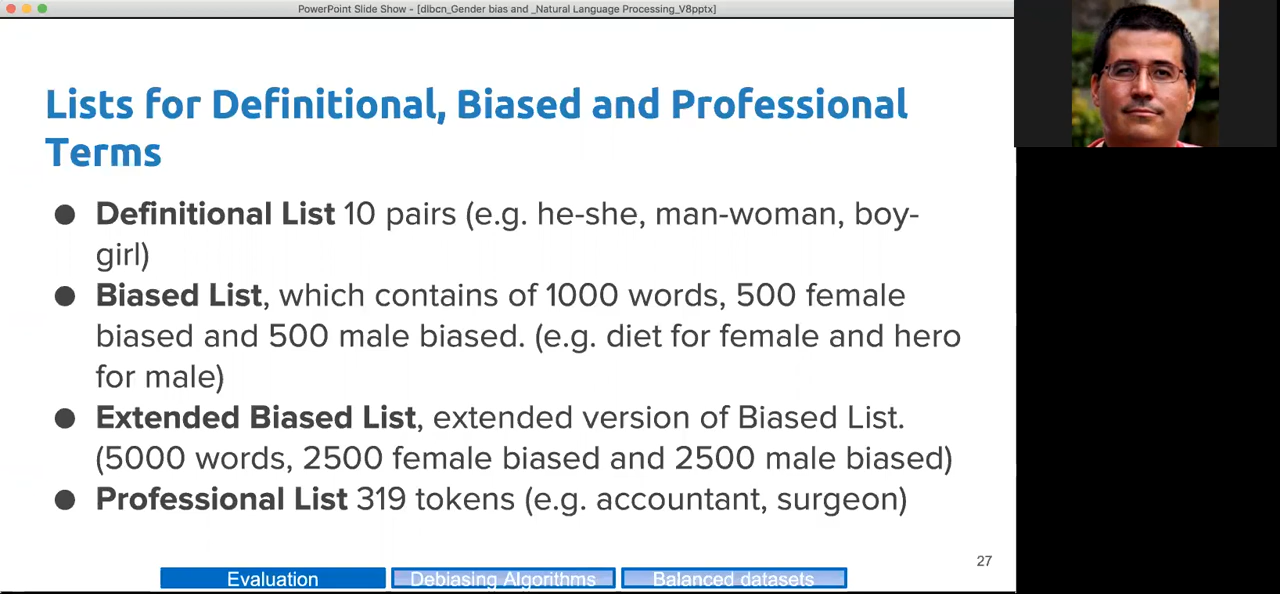 PowerPoint Slide Show - [dlbcn_Gender bias and _Natural Language Processing_V8pptx]
Lists for Definitional, Biased and Professional
Terms
● Definitional List 10 pairs (e.g. he-she, man-woman, boy-
girl)
● Biased List, which contains of 1000 words, 500 female
biased and 500 male biased. (e.g. diet for female and hero
for male)
● Extended Biased List, extended version of Biased List.
(5000 words, 2500 female biased and 2500 male biased)
● Professional List 319 tokens (e.g. accountant, surgeon)
27
Evaluation
Debiasing Algorithms
Balanced datasets